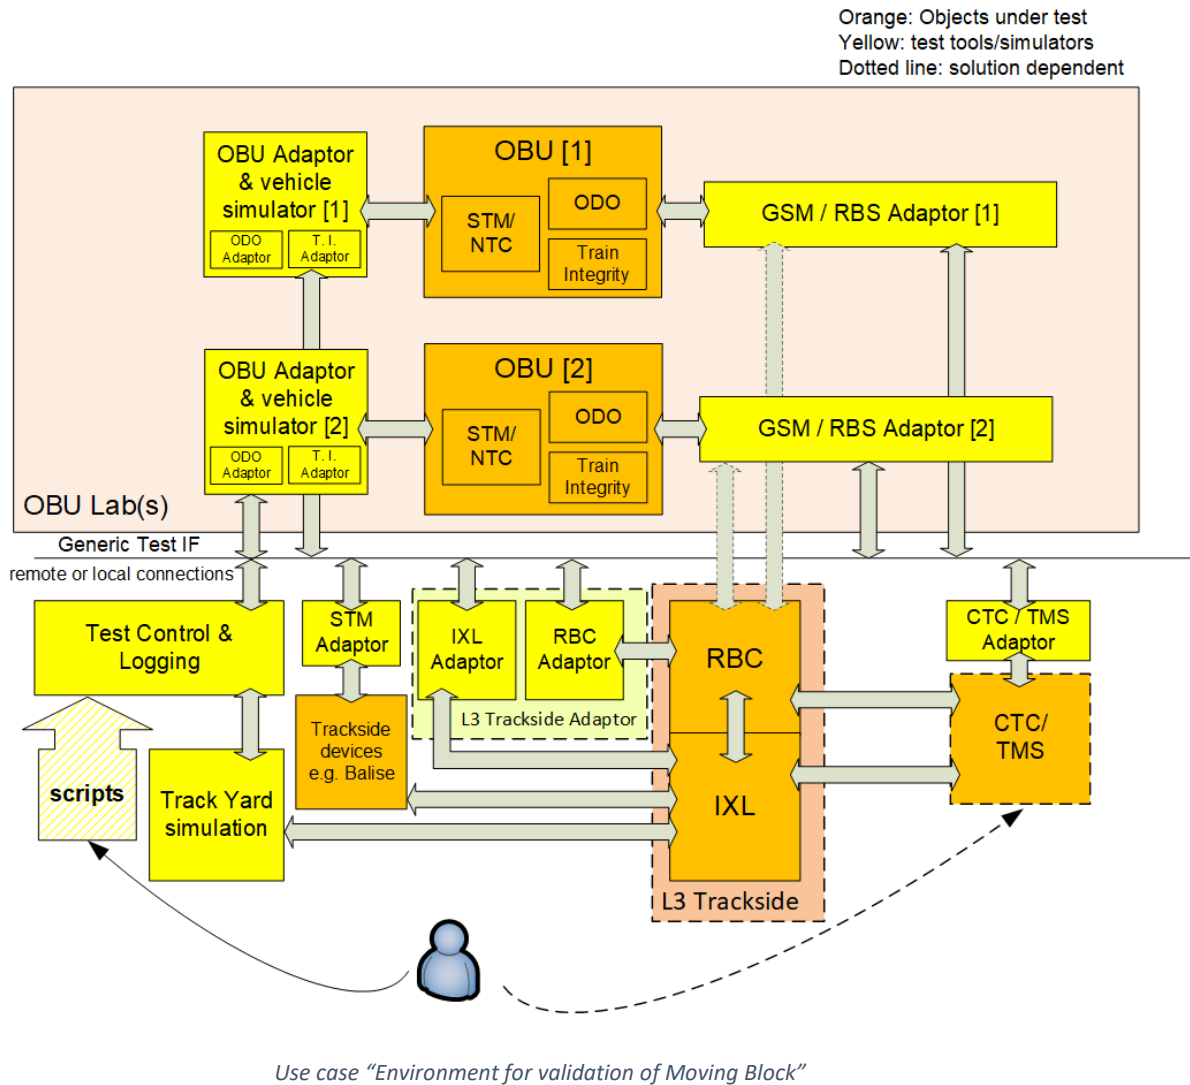 Orange: Objects under test
Yellow: test tools/simulators
Dotted line: solution dependent
OBU Adaptor
& vehicle
simulator [1]
ODO
Adaptor
T. I.
Adaptor
OBU [1]
STM/
NTC
ODO
Train
Integrity
GSM / RBS Adaptor [1]
OBU Adaptor
& vehicle
simulator [2]
ODO
Adaptor
T. I.
Adaptor
OBU [2]
STM/
NTC
ODO
Train
Integrity
GSM / RBS Adaptor [2]
OBU Lab(s)
Generic Test IF
remote or local connections
Test Control &
Logging
STM
Adaptor
IXL
Adaptor
RBC
Adaptor
L3 Trackside Adaptor
RBC
CTC / TMS
Adaptor
Trackside
devices
e.g. Balise
CTC/
TMS
scripts
Track Yard
simulation
IXL
L3 Trackside
Use case “Environment for validation of Moving Block”